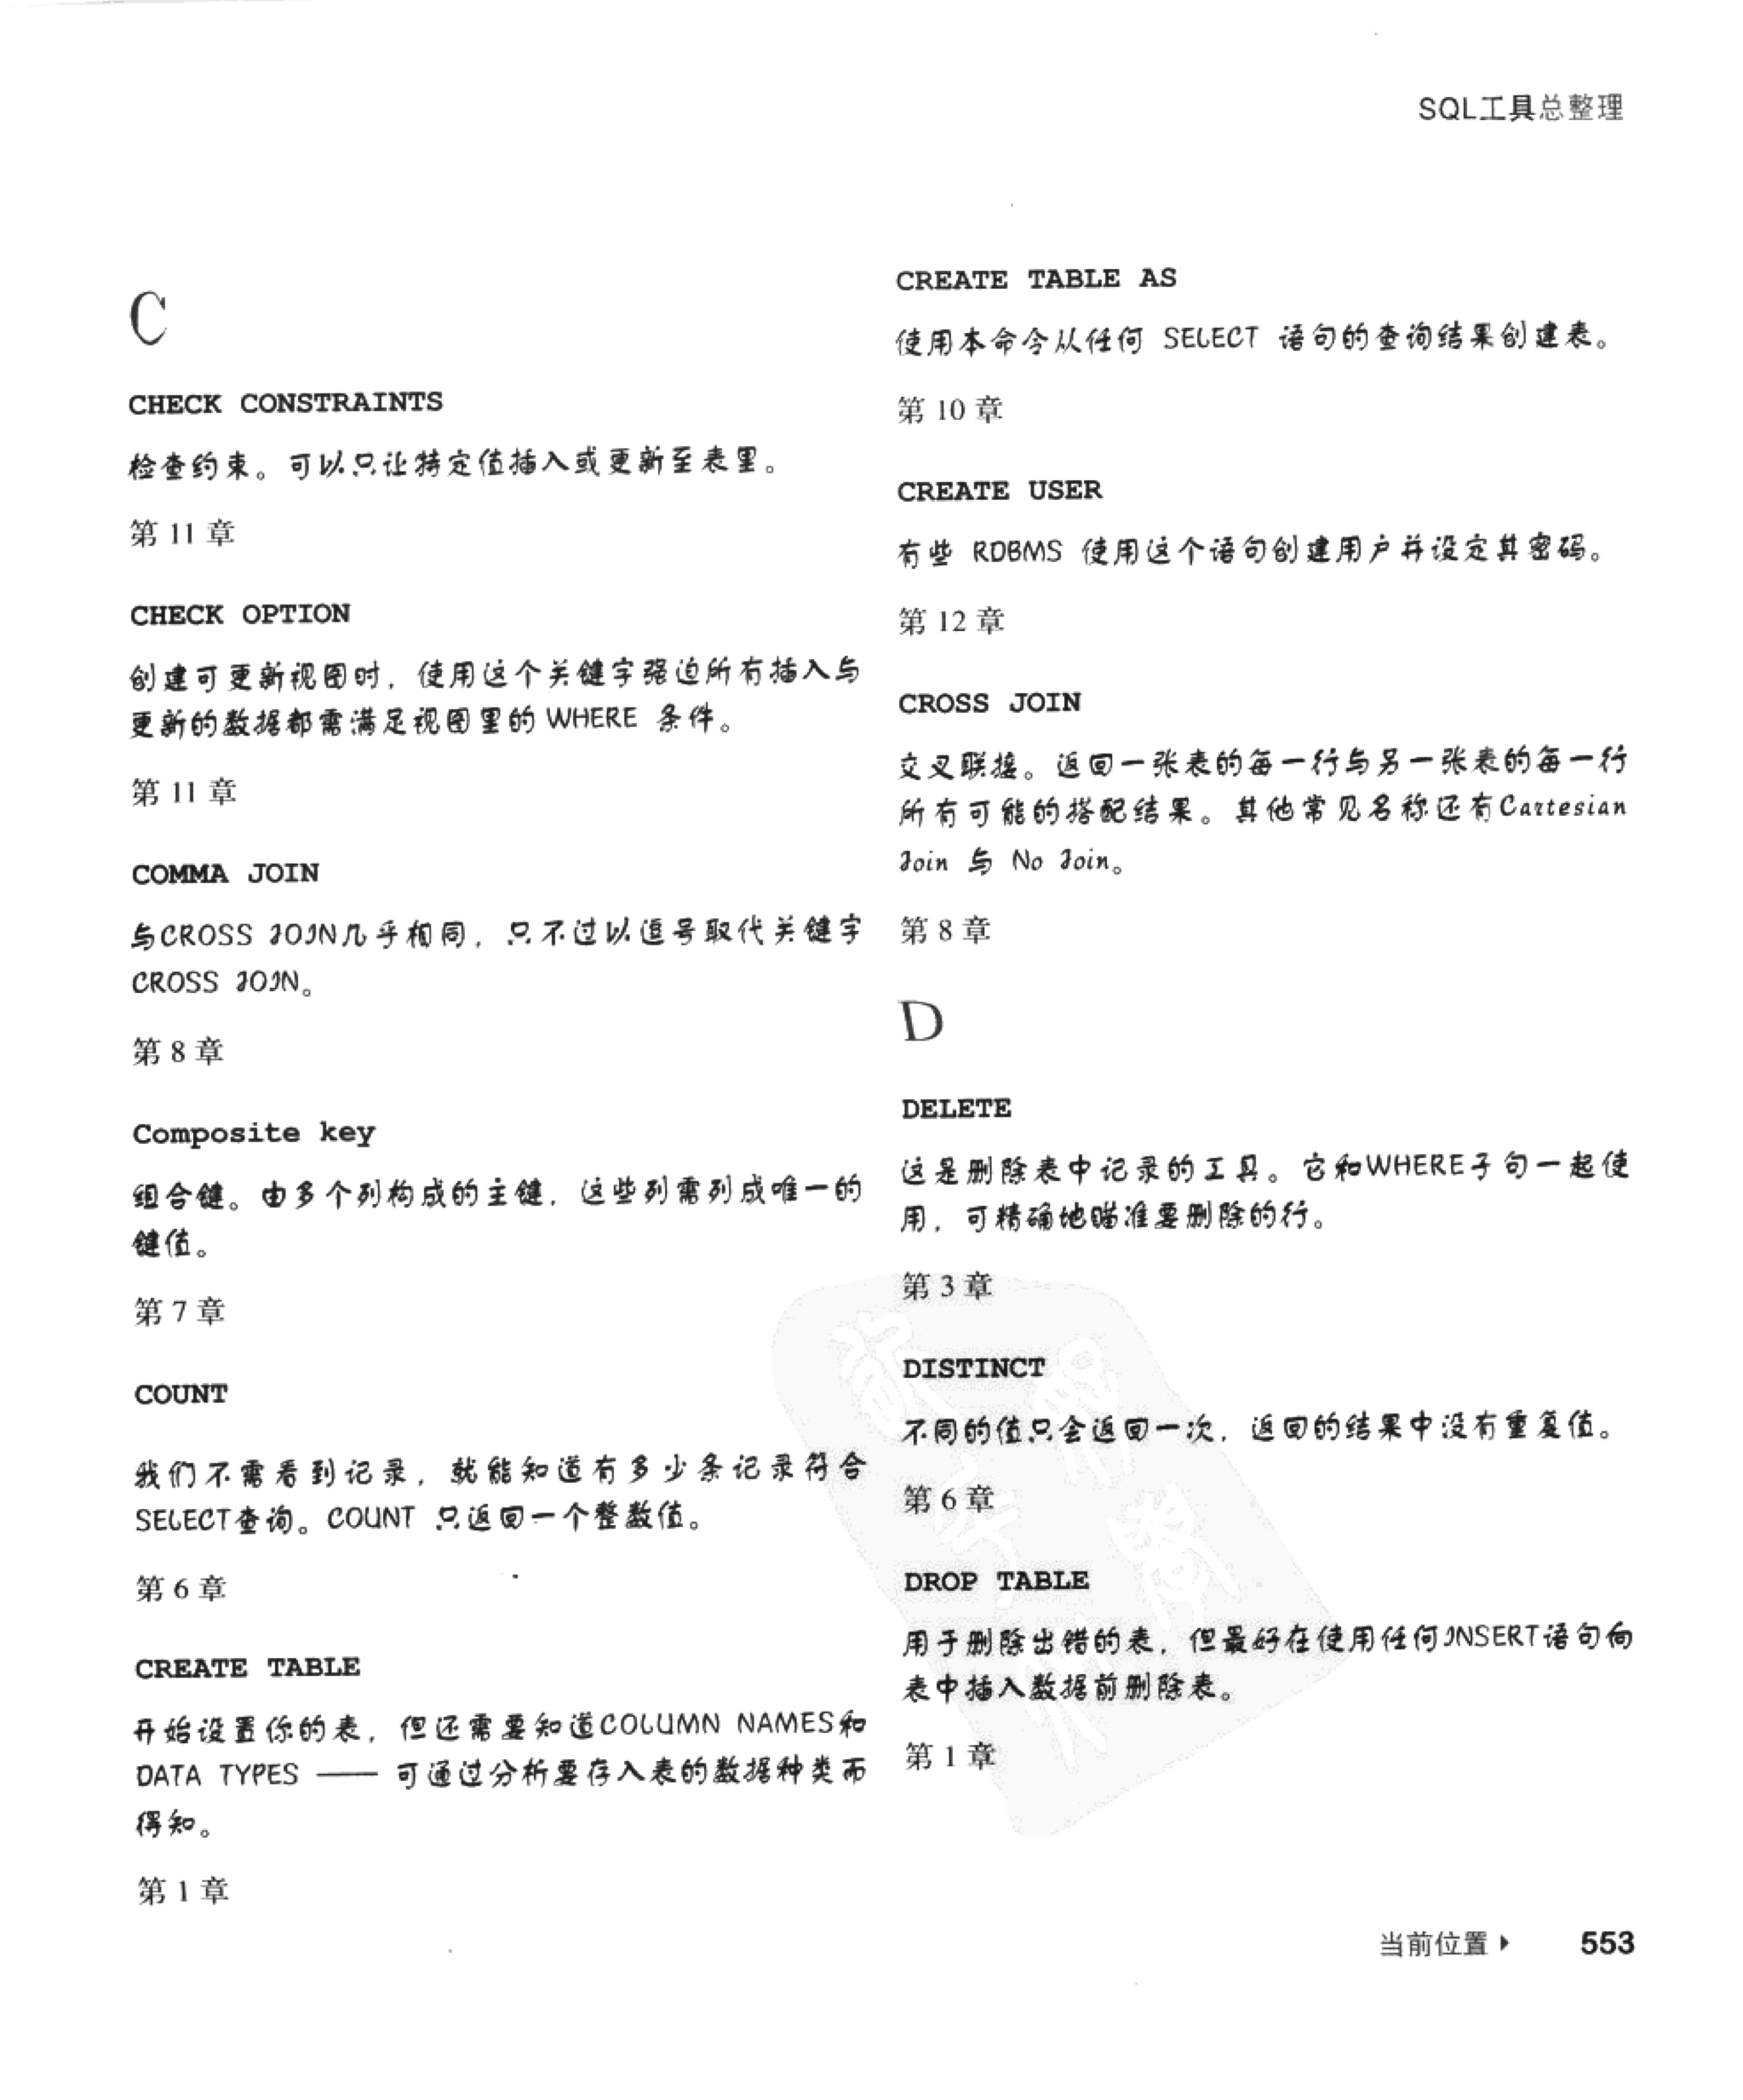 SQL工具总整理
C
CHECK CONSTRAINTS
检查约束。可以只让特定值插入或更新至表里。
第 11 章
CHECK OPTION
创建可更新视图时，使用这个关键字强迫所有插入与
更新的数据都需满足视图里的 WHERE 条件。
第 11 章
COMMA JOIN
与CROSS JOIN几乎相同，只不过以逗号取代关键字
CROSS JOIN。
第 8 章
Composite key
组合键。由多个列构成的主键，这些列需列成唯一的
键值。
第 7 章
COUNT
我们不需看到记录，就能知道有多少条记录符合
SELECT查询。COUNT 只返回一个整数值。
第 6 章
CREATE TABLE
开始设置你的表，但还需要知道COLUMN NAMES和
DATA TYPES —— 可通过分析要存入表的数据种类而
得知。
第 1 章
CREATE TABLE AS
使用本命令从任何 SELECT 语句的查询结果创建表。
第 10 章
CREATE USER
有些 RDBMS 使用这个语句创建用户并设定其密码。
第 12 章
CROSS JOIN
交叉联接。返回一张表的每一行与另一张表的每一行
所有可能的搭配结果。其他常见名称还有Cartesian
Join 与 No Join。
第 8 章
D
DELETE
这是删除表中记录的工具。它和WHERE子句一起使
用，可精确地瞄准要删除的行。
第 3 章
DISTINCT
不同的值只会返回一次，返回的结果中没有重复值。
第 6 章
DROP TABLE
用于删除出错的表，但最好在使用任何INSERT语句向
表中插入数据前删除表。
第 1 章
当前位置 ▸ 553